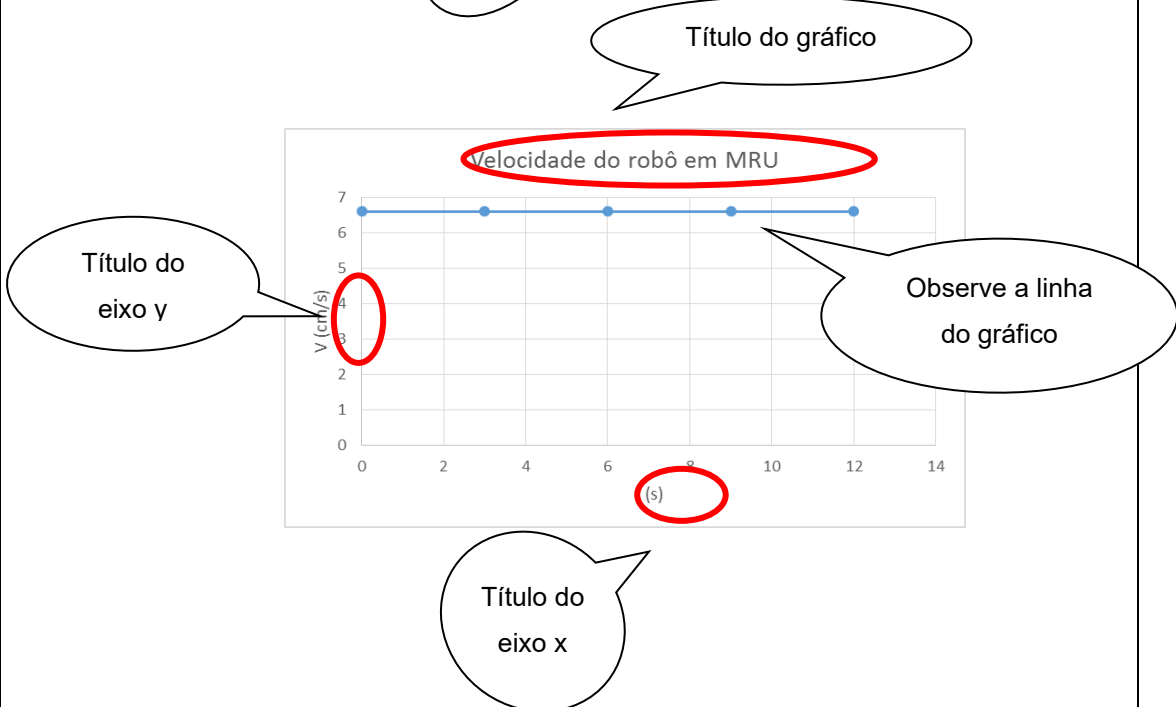 Título do gráfico
Velocidade do robô em MRU
7
6
5
4
3
2
1
0
V (cm/s)
0 2 4 6 8 10 12 14
(s)
Título do
eixo y
Observe a linha
do gráfico
Título do
eixo x